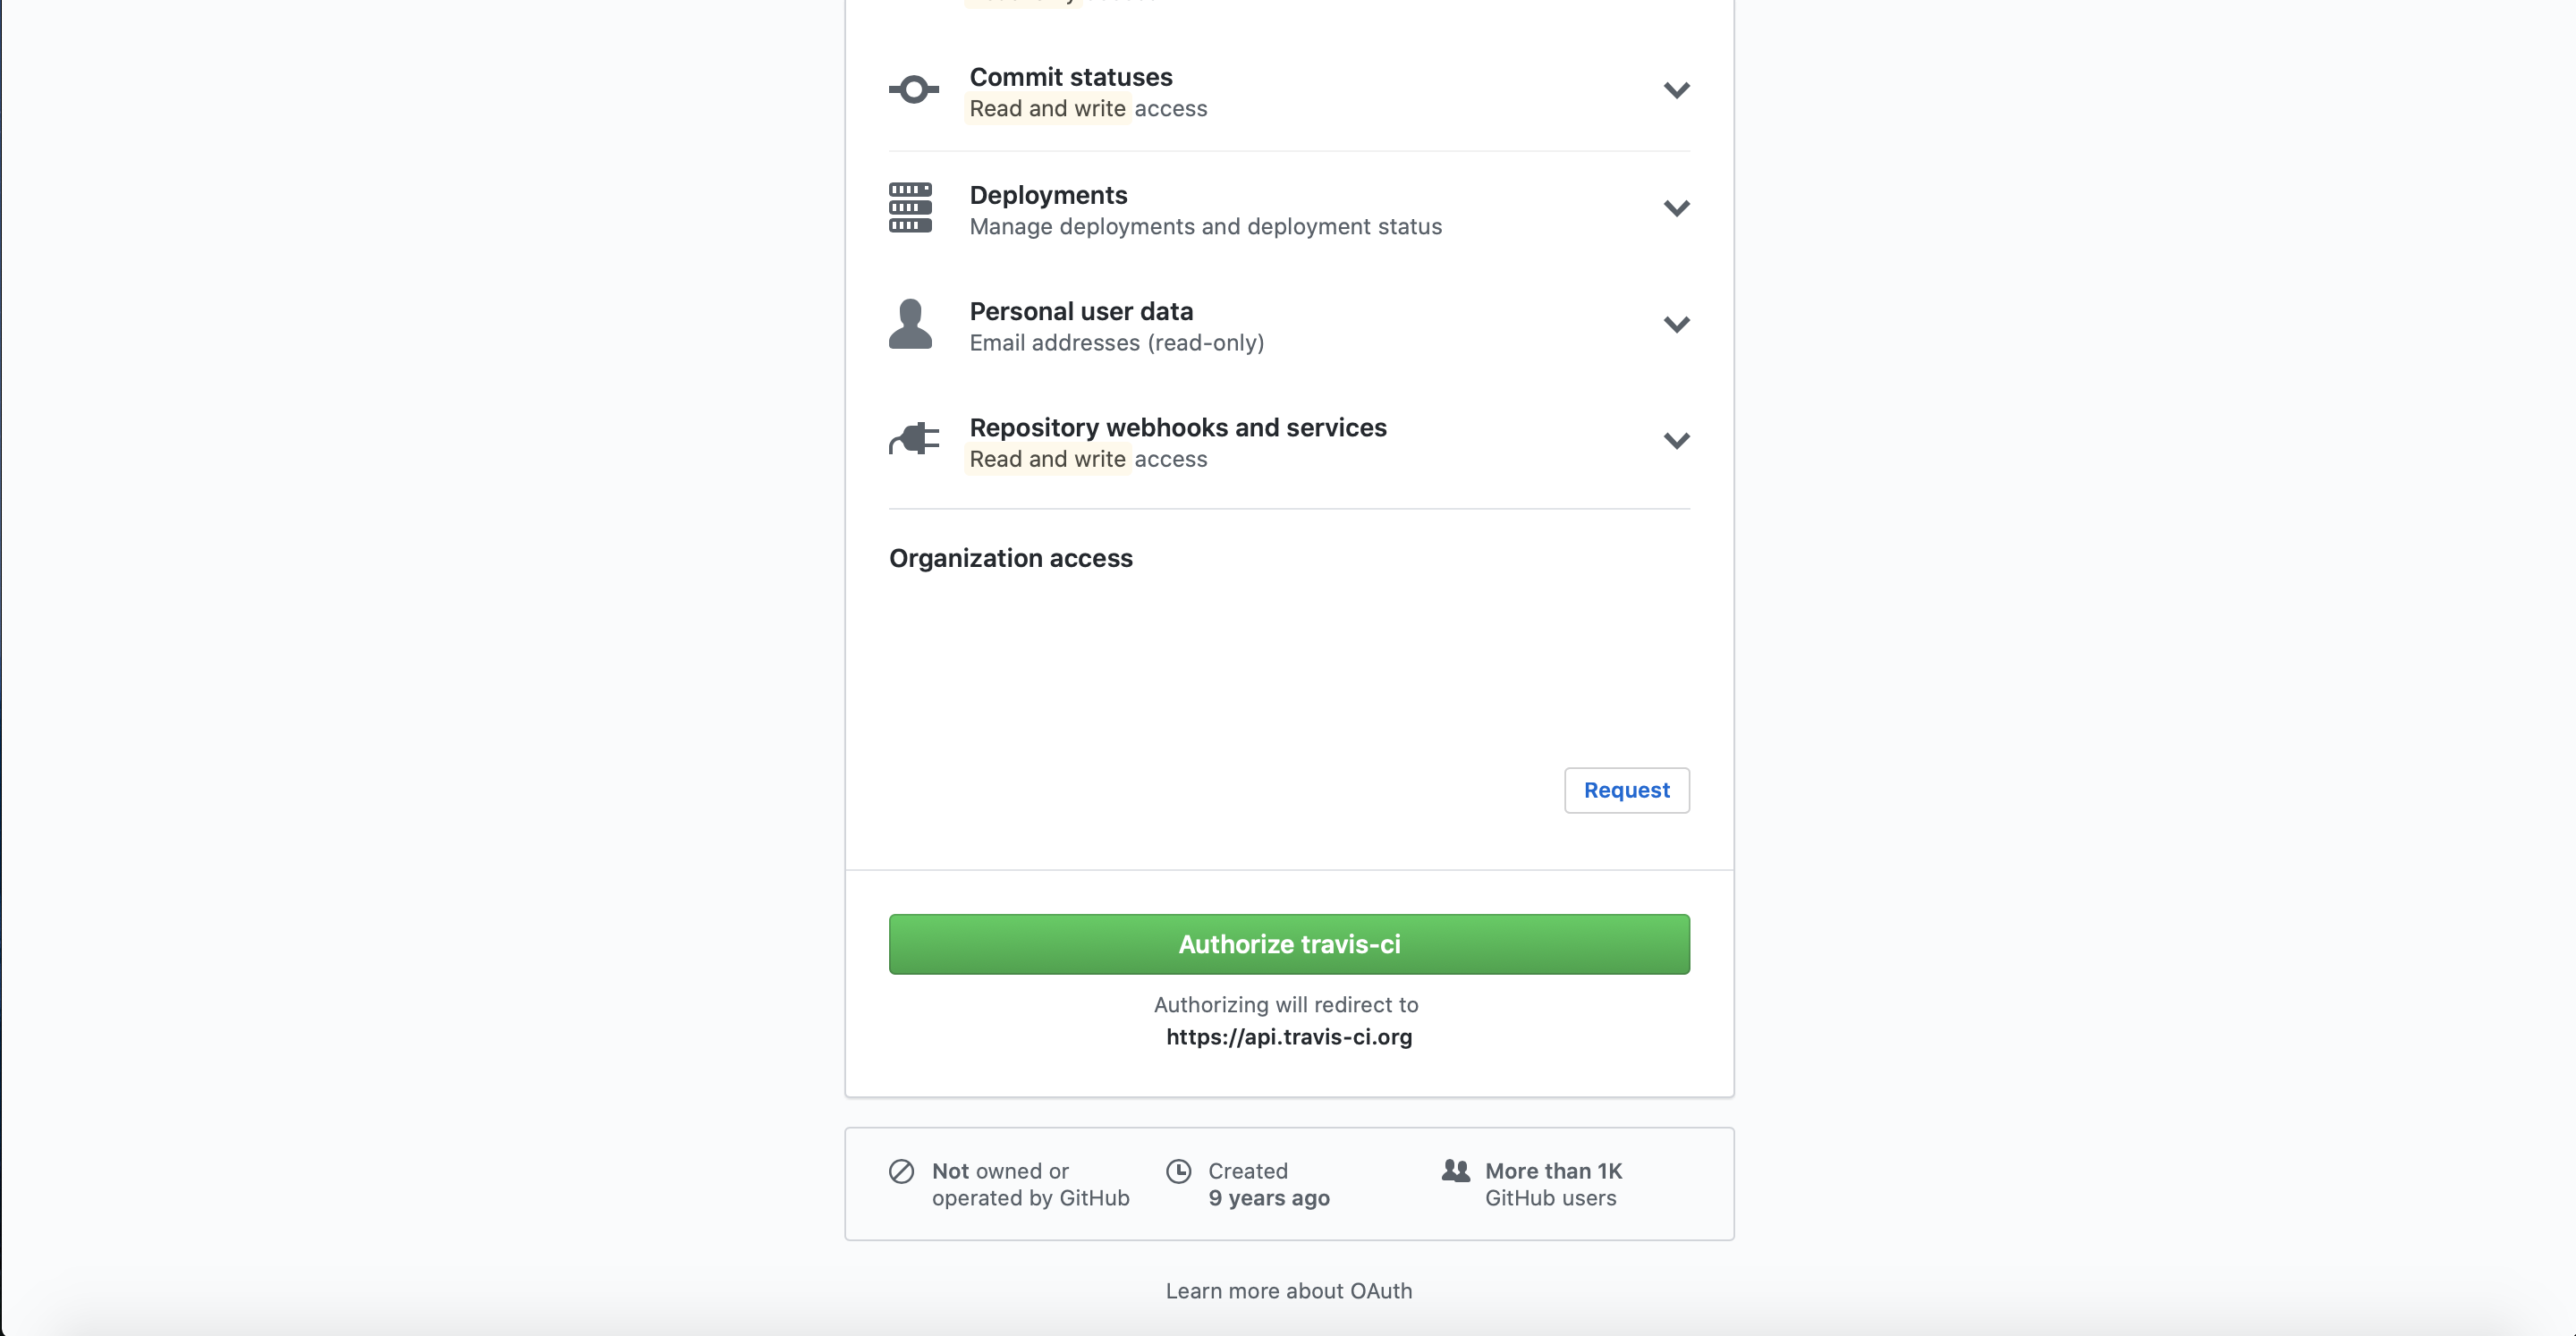 Commit statuses
Read and write access
Deployments
Manage deployments and deployment status
Personal user data
Email addresses (read-only)
Repository webhooks and services
Read and write access
Organization access
Request
Authorize travis-ci
Authorizing will redirect to
https://api.travis-ci.org
Not owned or
operated by GitHub
Created
9 years ago
More than 1K
GitHub users
Learn more about OAuth